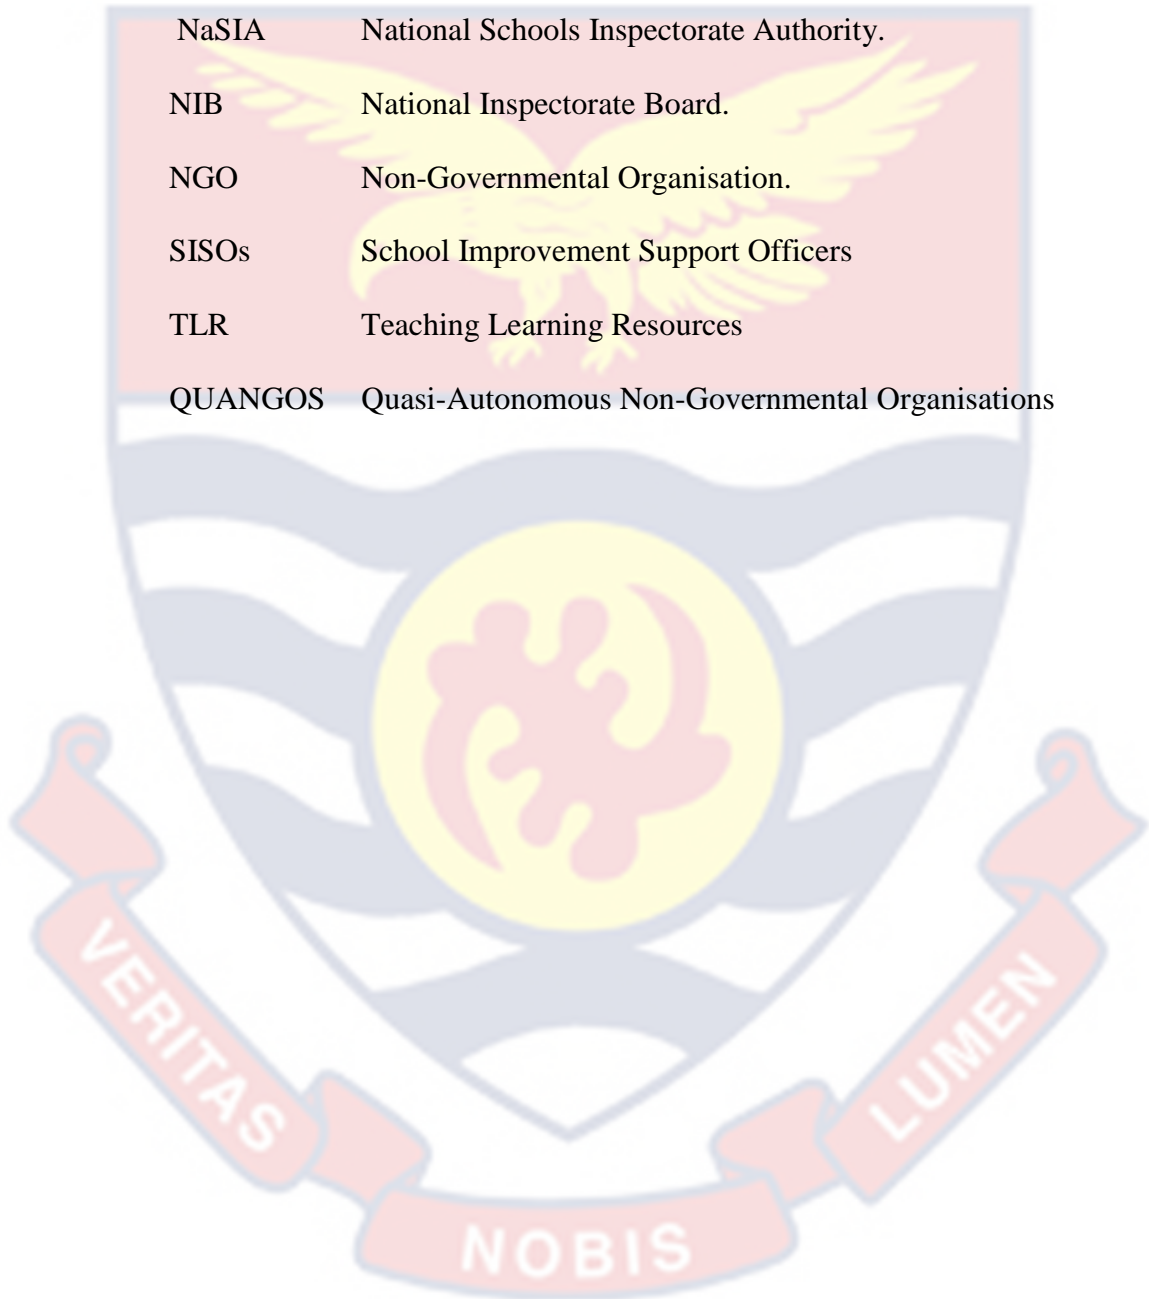 NaSIA National Schools Inspectorate Authority.
NIB National Inspectorate Board.
NGO Non-Governmental Organisation.
SISOs School Improvement Support Officers
TLR Teaching Learning Resources
QUANGOS Quasi-Autonomous Non-Governmental Organisations
VERITAS
NOBIS
LUMEN